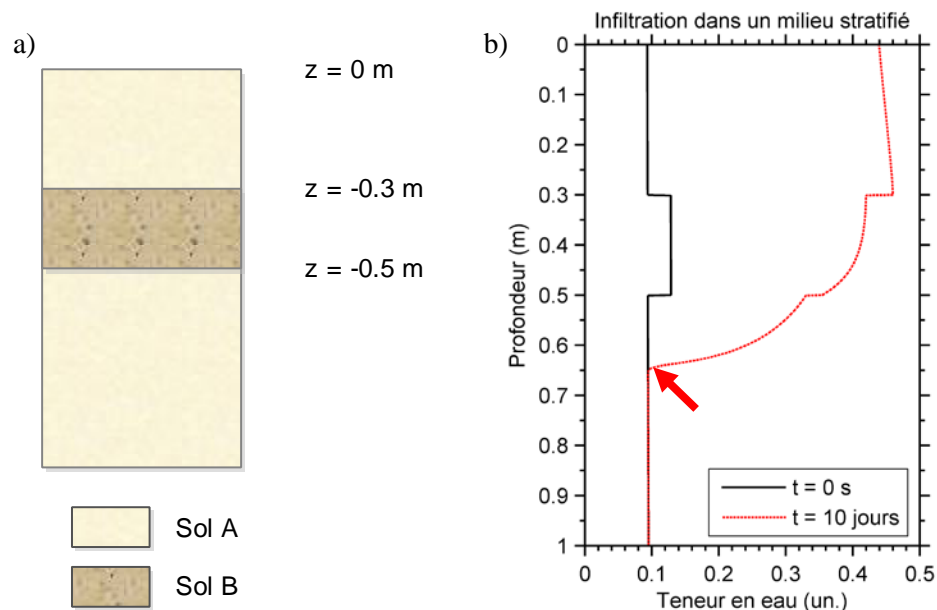 a)
z = 0 m
z = -0.3 m
z = -0.5 m
Sol A
Sol B
b)
Infiltration dans un milieu stratifié
0
0.1
0.2
0.3
0.4
0.5
0.6
0.7
0.8
0.9
1
Profondeur (m)
t = 0 s
t = 10 jours
0
0.1
0.2
0.3
0.4
0.5
Teneur en eau (un.)